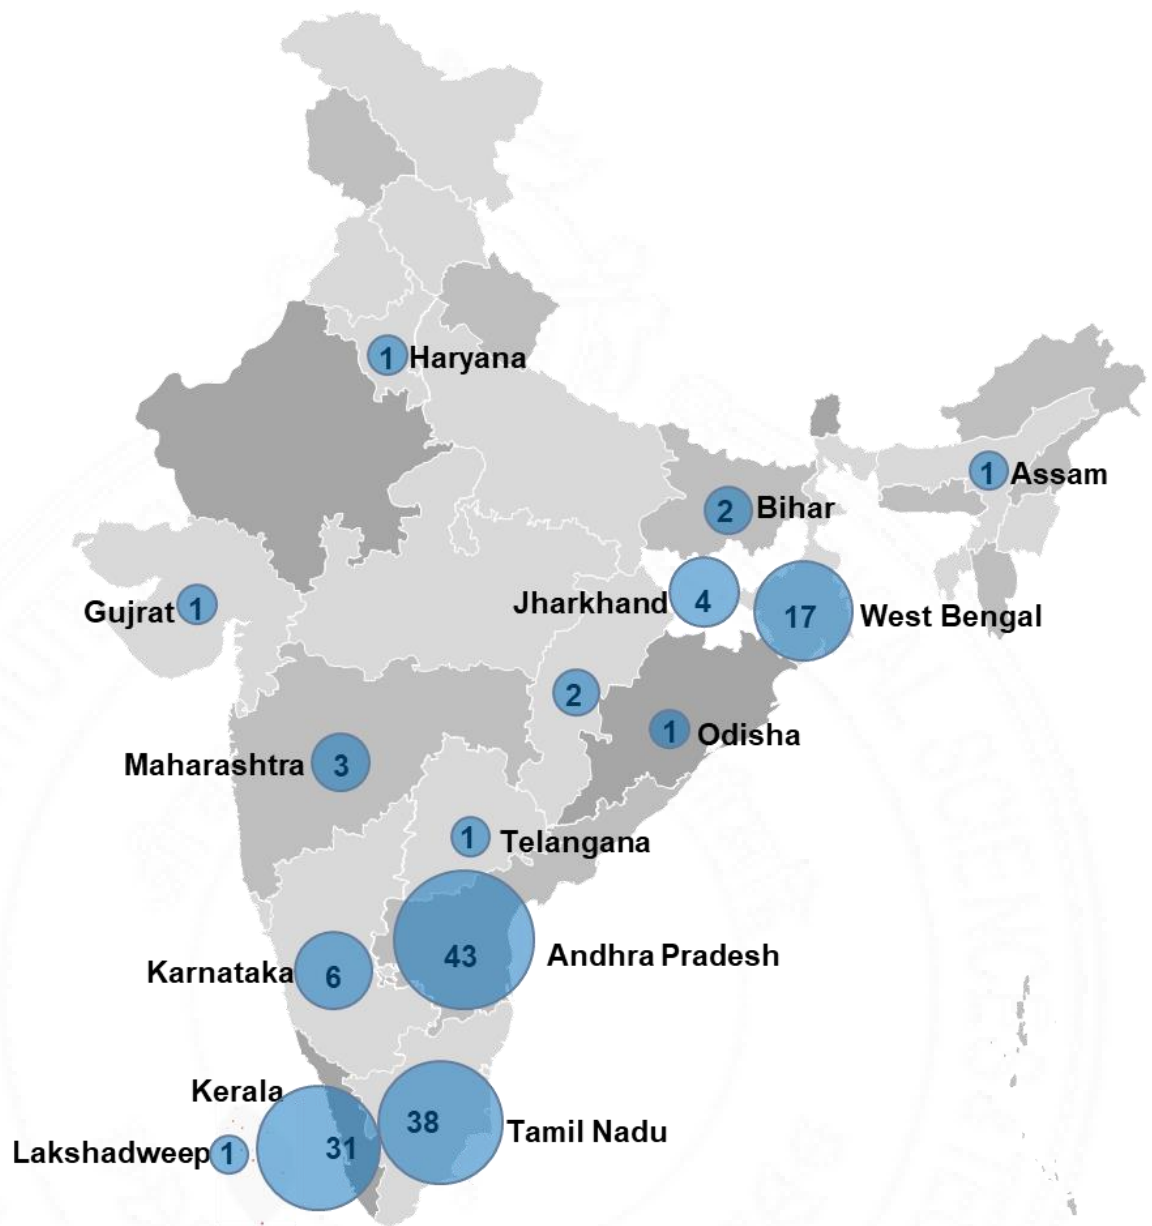 1 Haryana
1 Assam
2 Bihar
Jharkhand 4
17 West Bengal
Gujrat 1
2
1 Odisha
Maharashtra 3
1 Telangana
43 Andhra Pradesh
Karnataka 6
Kerala
31
38 Tamil Nadu
Lakshadweep 1